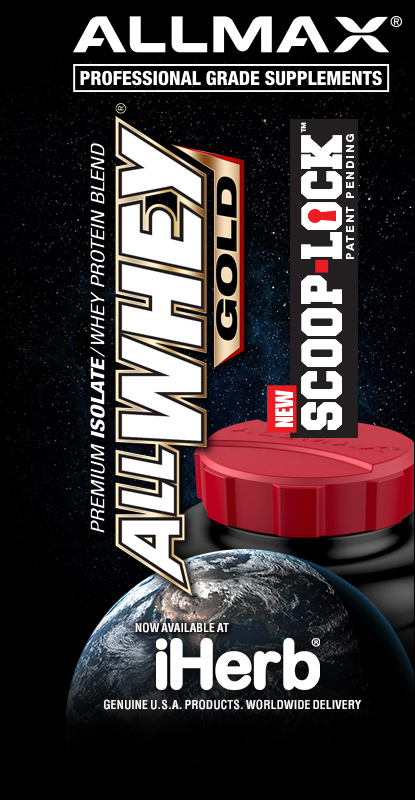 ALLMAX®
PROFESSIONAL GRADE SUPPLEMENTS
PREMIUM ISOLATE/WHEY PROTEIN BLEND
ALLWHEY®
GOLD
NEW
SCOOP·LOCK™
PATENT PENDING
ALLMAX
NOW AVAILABLE AT
iHerb®
GENUINE U.S.A. PRODUCTS. WORLDWIDE DELIVERY